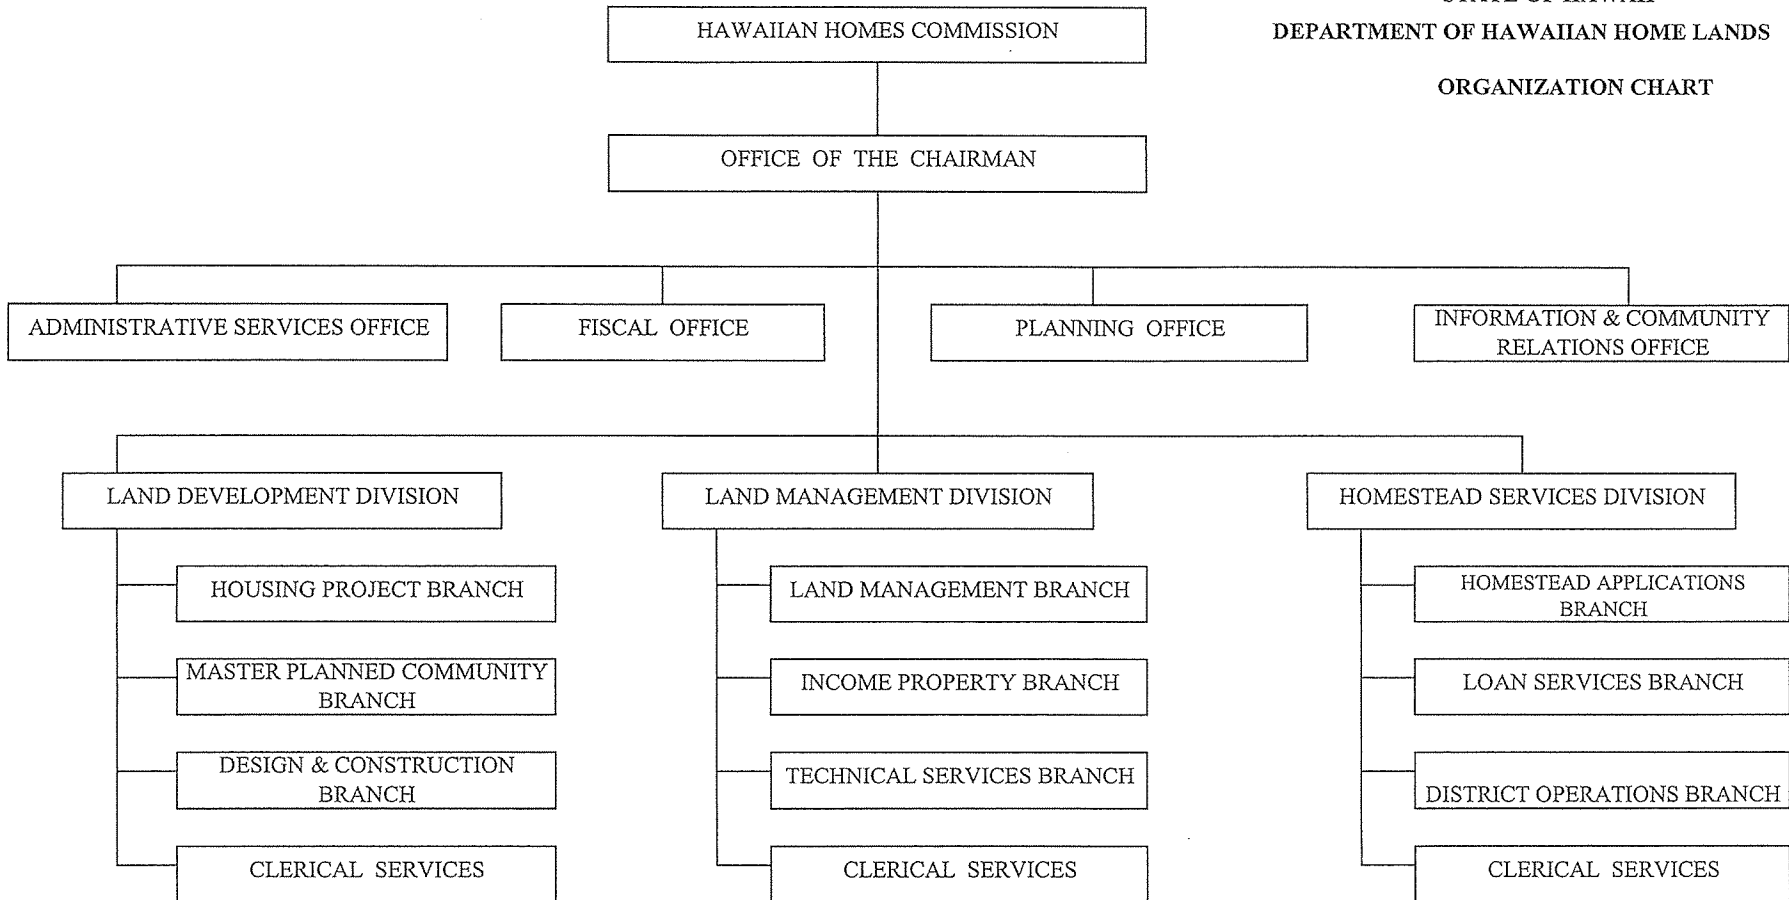 STATE OF HAWAII
DEPARTMENT OF HAWAIIAN HOME LANDS
ORGANIZATION CHART
HAWAIIAN HOMES COMMISSION
OFFICE OF THE CHAIRMAN
ADMINISTRATIVE SERVICES OFFICE
FISCAL OFFICE
PLANNING OFFICE
INFORMATION & COMMUNITY
RELATIONS OFFICE
LAND DEVELOPMENT DIVISION
LAND MANAGEMENT DIVISION
HOMESTEAD SERVICES DIVISION
HOUSING PROJECT BRANCH
LAND MANAGEMENT BRANCH
HOMESTEAD APPLICATIONS
BRANCH
MASTER PLANNED COMMUNITY
BRANCH
INCOME PROPERTY BRANCH
LOAN SERVICES BRANCH
DESIGN & CONSTRUCTION
BRANCH
TECHNICAL SERVICES BRANCH
DISTRICT OPERATIONS BRANCH
CLERICAL SERVICES
CLERICAL SERVICES
CLERICAL SERVICES